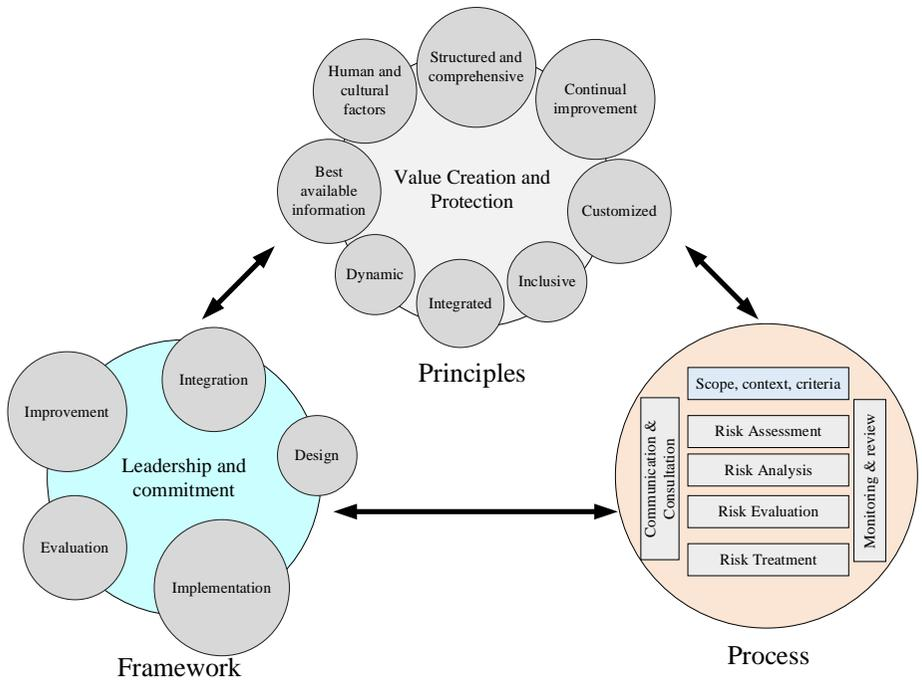 Structured and
comprehensive
Human and
cultural
factors
Continual
improvement
Best
available
information
Value Creation and
Protection
Customized
Dynamic
Integrated
Inclusive
Principles
Improvement
Integration
Design
Leadership and
commitment
Evaluation
Implementation
Framework
Scope, context, criteria
Communication &
Consultation
Risk Assessment
Risk Analysis
Risk Evaluation
Risk Treatment
Monitoring & review
Process